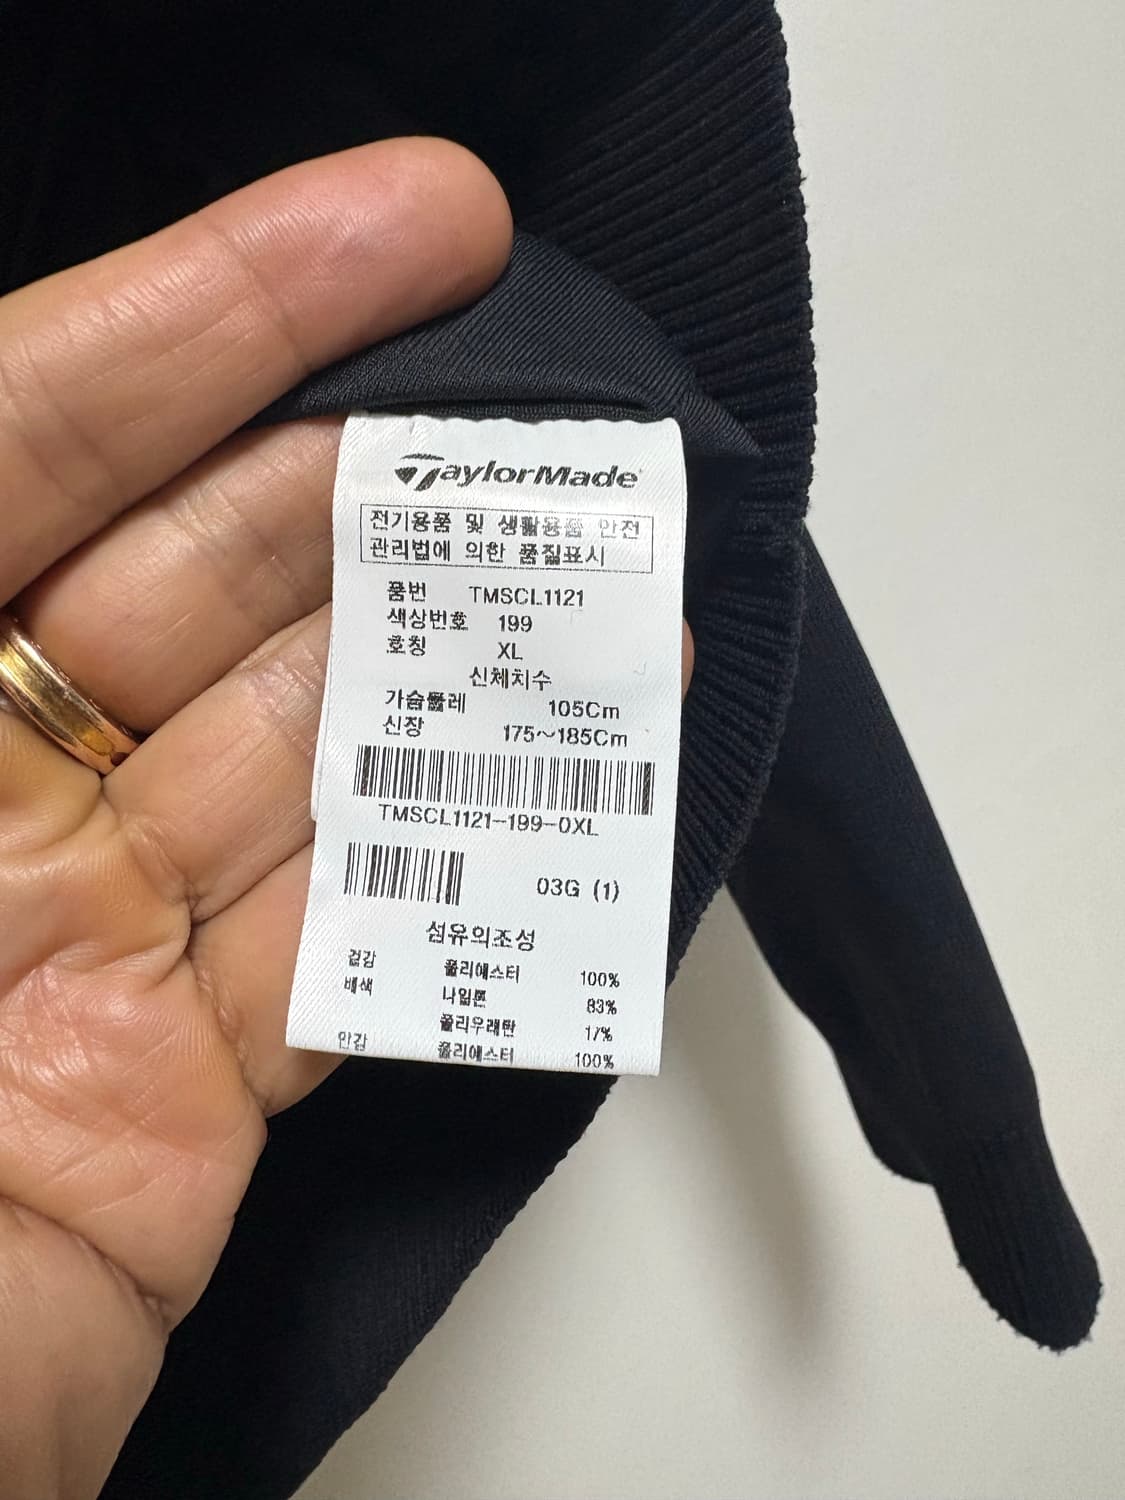 TaylorMade
전기용품 및 생활용품 안전
관리법에 의한 품질표시
품번 TMSCL1121
색상번호 199
호칭 XL
신체치수
가슴둘레 105Cm
신장 175~185Cm
TMSCL1121-199-0XL
03G (1)
섬유의조성
겉감 폴리에스터 100%
배색 나일론 83%
폴리우레탄 17%
안감 폴리에스터 100%